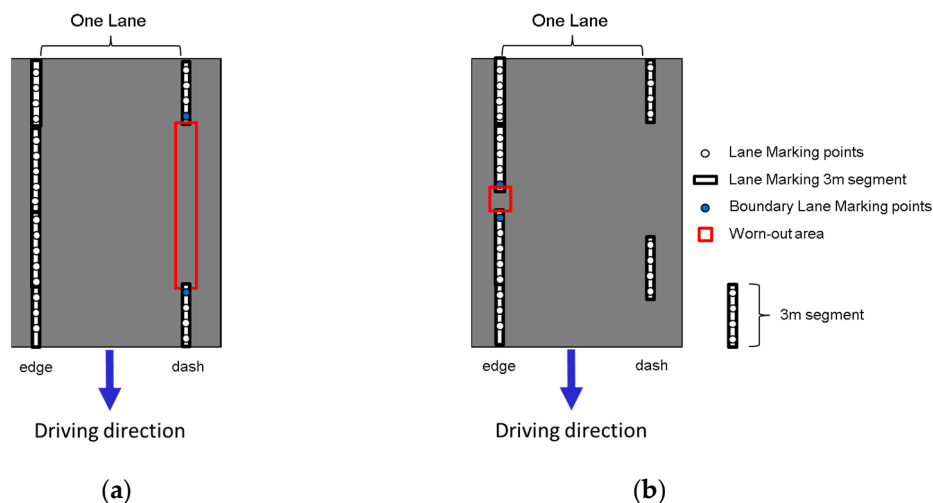 One Lane
edge
dash
Driving direction
(a)
One Lane
edge
dash
Driving direction
(b)
Lane Marking points
Lane Marking 3m segment
Boundary Lane Marking points
Worn-out area
3m segment